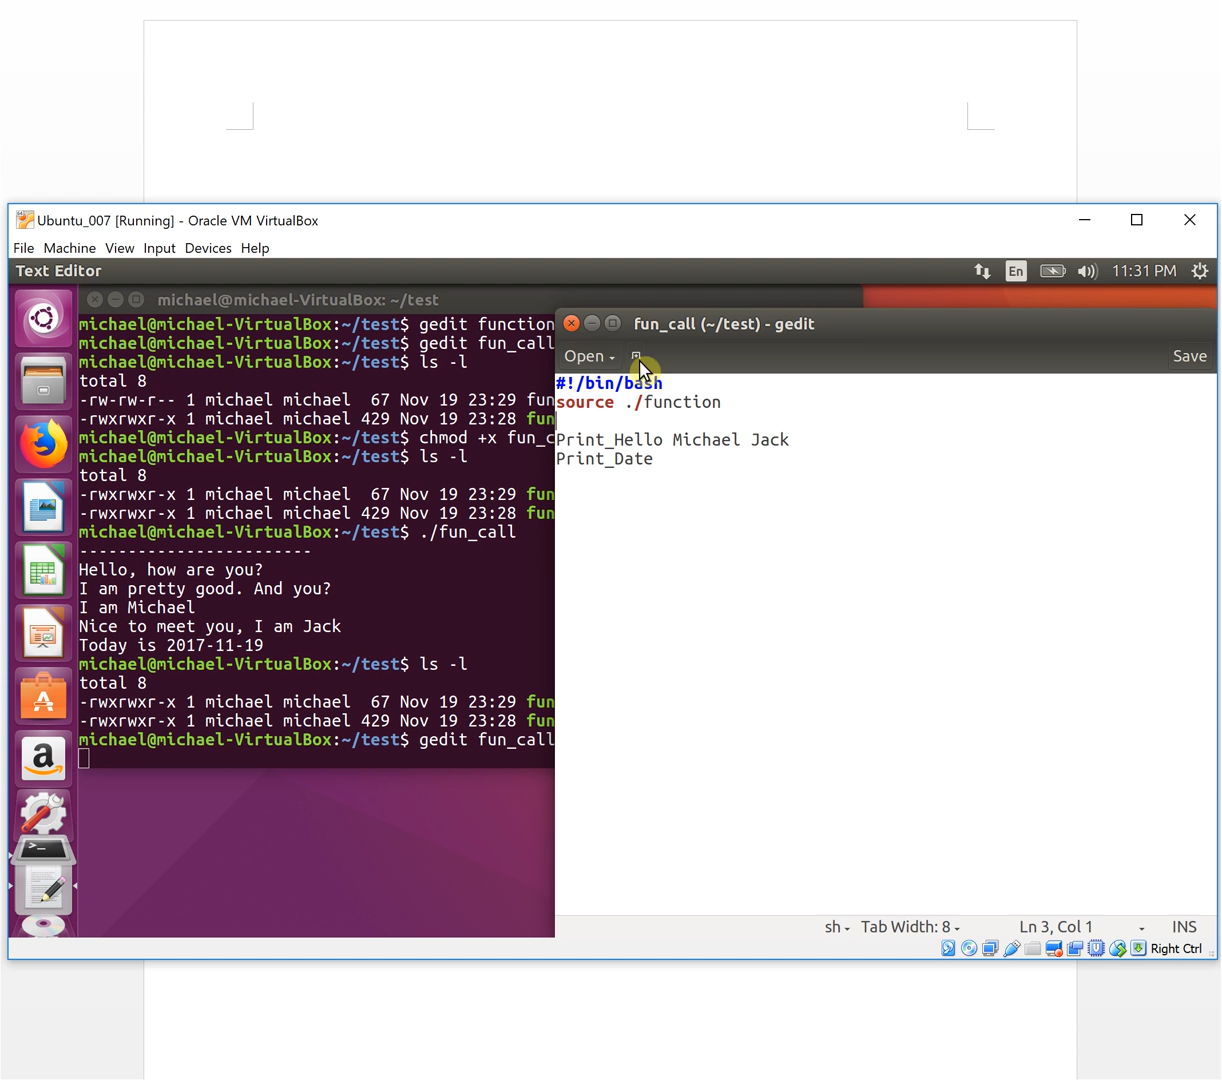 Ubuntu_007 [Running] - Oracle VM VirtualBox
File Machine View Input Devices Help
Text Editor
En
11:31 PM
michael@michael-VirtualBox: ~/test
michael@michael-VirtualBox:~/test$ gedit function
michael@michael-VirtualBox:~/test$ gedit fun_call
michael@michael-VirtualBox:~/test$ ls -l
total 8
-rw-rw-r-- 1 michael michael  67 Nov 19 23:29 fun
-rwxrwxr-x 1 michael michael 429 Nov 19 23:28 fun
michael@michael-VirtualBox:~/test$ chmod +x fun_c
michael@michael-VirtualBox:~/test$ ls -l
total 8
-rwxrwxr-x 1 michael michael  67 Nov 19 23:29 fun
-rwxrwxr-x 1 michael michael 429 Nov 19 23:28 fun
michael@michael-VirtualBox:~/test$ ./fun_call
------------------------
Hello, how are you?
I am pretty good. And you?
I am Michael
Nice to meet you, I am Jack
Today is 2017-11-19
michael@michael-VirtualBox:~/test$ ls -l
total 8
-rwxrwxr-x 1 michael michael  67 Nov 19 23:29 fun
-rwxrwxr-x 1 michael michael 429 Nov 19 23:28 fun
michael@michael-VirtualBox:~/test$ gedit fun_call
fun_call (~/test) - gedit
Open
Save
#!/bin/bash
source ./function
Print_Hello Michael Jack
Print_Date
sh Tab Width: 8 Ln 3, Col 1 INS
Right Ctrl